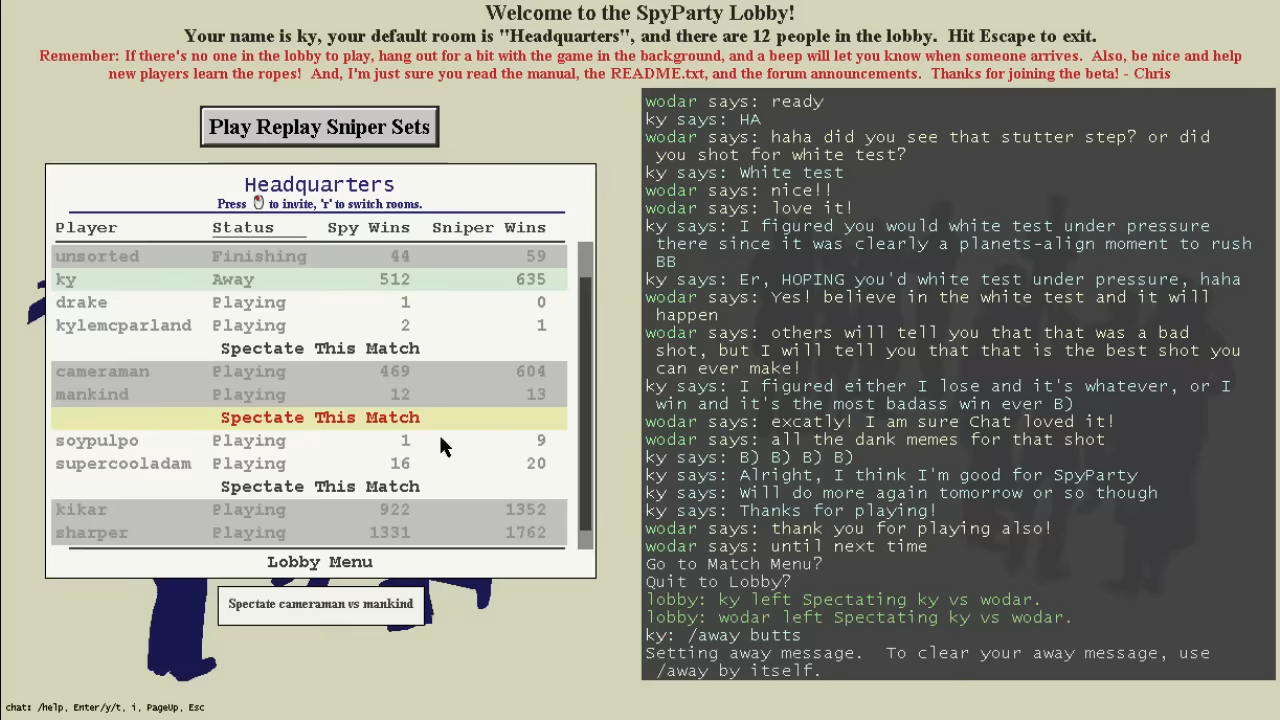 Welcome to the SpyParty Lobby!
Your name is ky, your default room is "Headquarters", and there are 12 people in the lobby. Hit Escape to exit.
Remember: If there's no one in the lobby to play, hang out for a bit with the game in the background, and a beep will let you know when someone arrives. Also, be nice and help
new players learn the ropes! And, I'm just sure you read the manual, the README.txt, and the forum announcements. Thanks for joining the beta! - Chris
Play Replay Sniper Sets
Headquarters
Press to invite, 'r' to switch rooms.
Player Status Spy Wins Sniper Wins
unsorted Finishing 44 59
ky Away 512 635
drake Playing 1 0
kylemcparland Playing 2 1
Spectate This Match
cameraman Playing 469 604
mankind Playing 12 13
Spectate This Match
soypulpo Playing 1 9
supercooladam Playing 16 20
Spectate This Match
kikar Playing 922 1352
sharper Playing 1331 1762
Lobby Menu
Spectate cameraman vs mankind
wodar says: ready
ky says: HA
wodar says: haha did you see that stutter step? or did
you shot for white test?
ky says: White test
wodar says: nice!!
wodar says: love it!
ky says: I figured you would white test under pressure
there since it was clearly a planets-align moment to rush
BB
ky says: Er, HOPING you'd white test under pressure, haha
wodar says: Yes! believe in the white test and it will
happen
wodar says: others will tell you that that was a bad
shot, but I will tell you that that is the best shot you
can ever make!
ky says: I figured either I lose and it's whatever, or I
win and it's the most badass win ever B)
wodar says: excatly! I am sure Chat loved it!
wodar says: all the dank memes for that shot
ky says: B) B) B) B)
ky says: Alright, I think I'm good for SpyParty
ky says: Will do more again tomorrow or so though
ky says: Thanks for playing!
wodar says: thank you for playing also!
wodar says: until next time
Go to Match Menu?
Quit to Lobby?
lobby: ky left Spectating ky vs wodar.
lobby: wodar left Spectating ky vs wodar.
ky: /away butts
Setting away message. To clear your away message, use
/away by itself.
chat: /help, Enter/y/t, i, PageUp, Esc